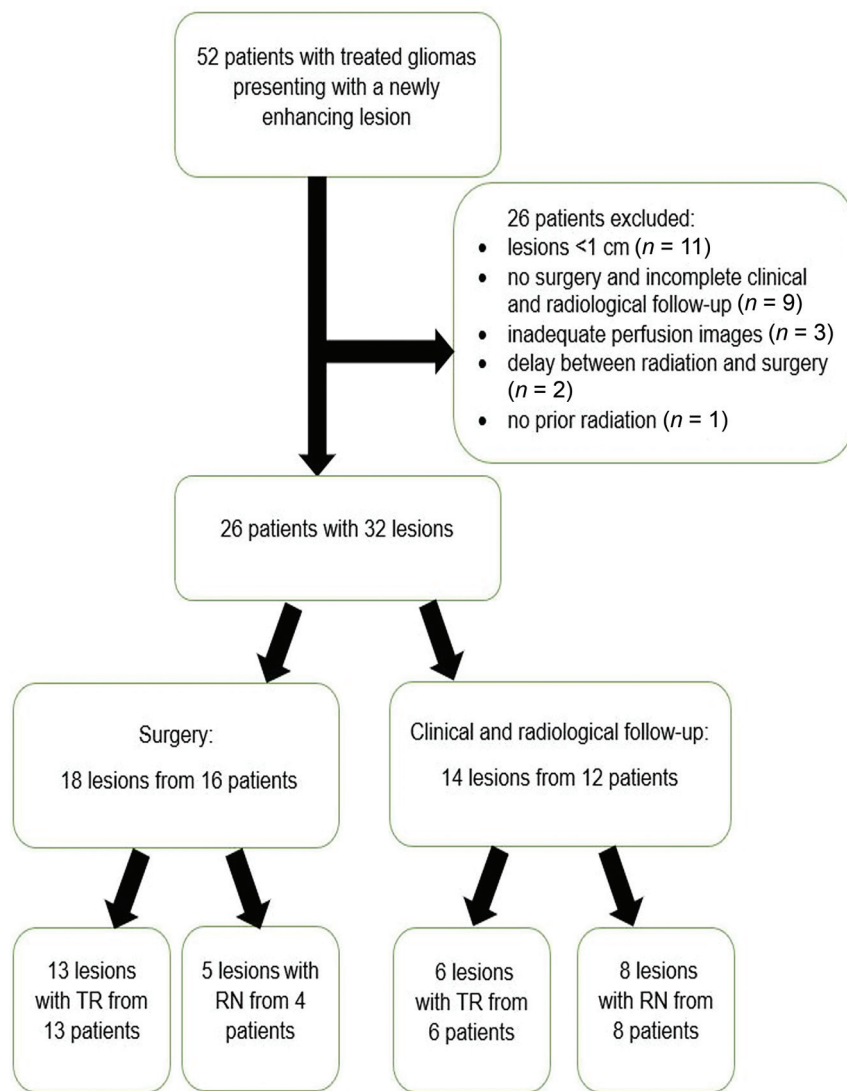 52 patients with treated gliomas
presenting with a newly
enhancing lesion
26 patients excluded:
• lesions <1 cm (n = 11)
• no surgery and incomplete clinical
and radiological follow-up (n = 9)
• inadequate perfusion images (n = 3)
• delay between radiation and surgery
(n = 2)
• no prior radiation (n = 1)
26 patients with 32 lesions
Surgery:
18 lesions from 16 patients
Clinical and radiological follow-up:
14 lesions from 12 patients
13 lesions
with TR from
13 patients
5 lesions with
RN from 4
patients
6 lesions
with TR from
6 patients
8 lesions
with RN from
8 patients